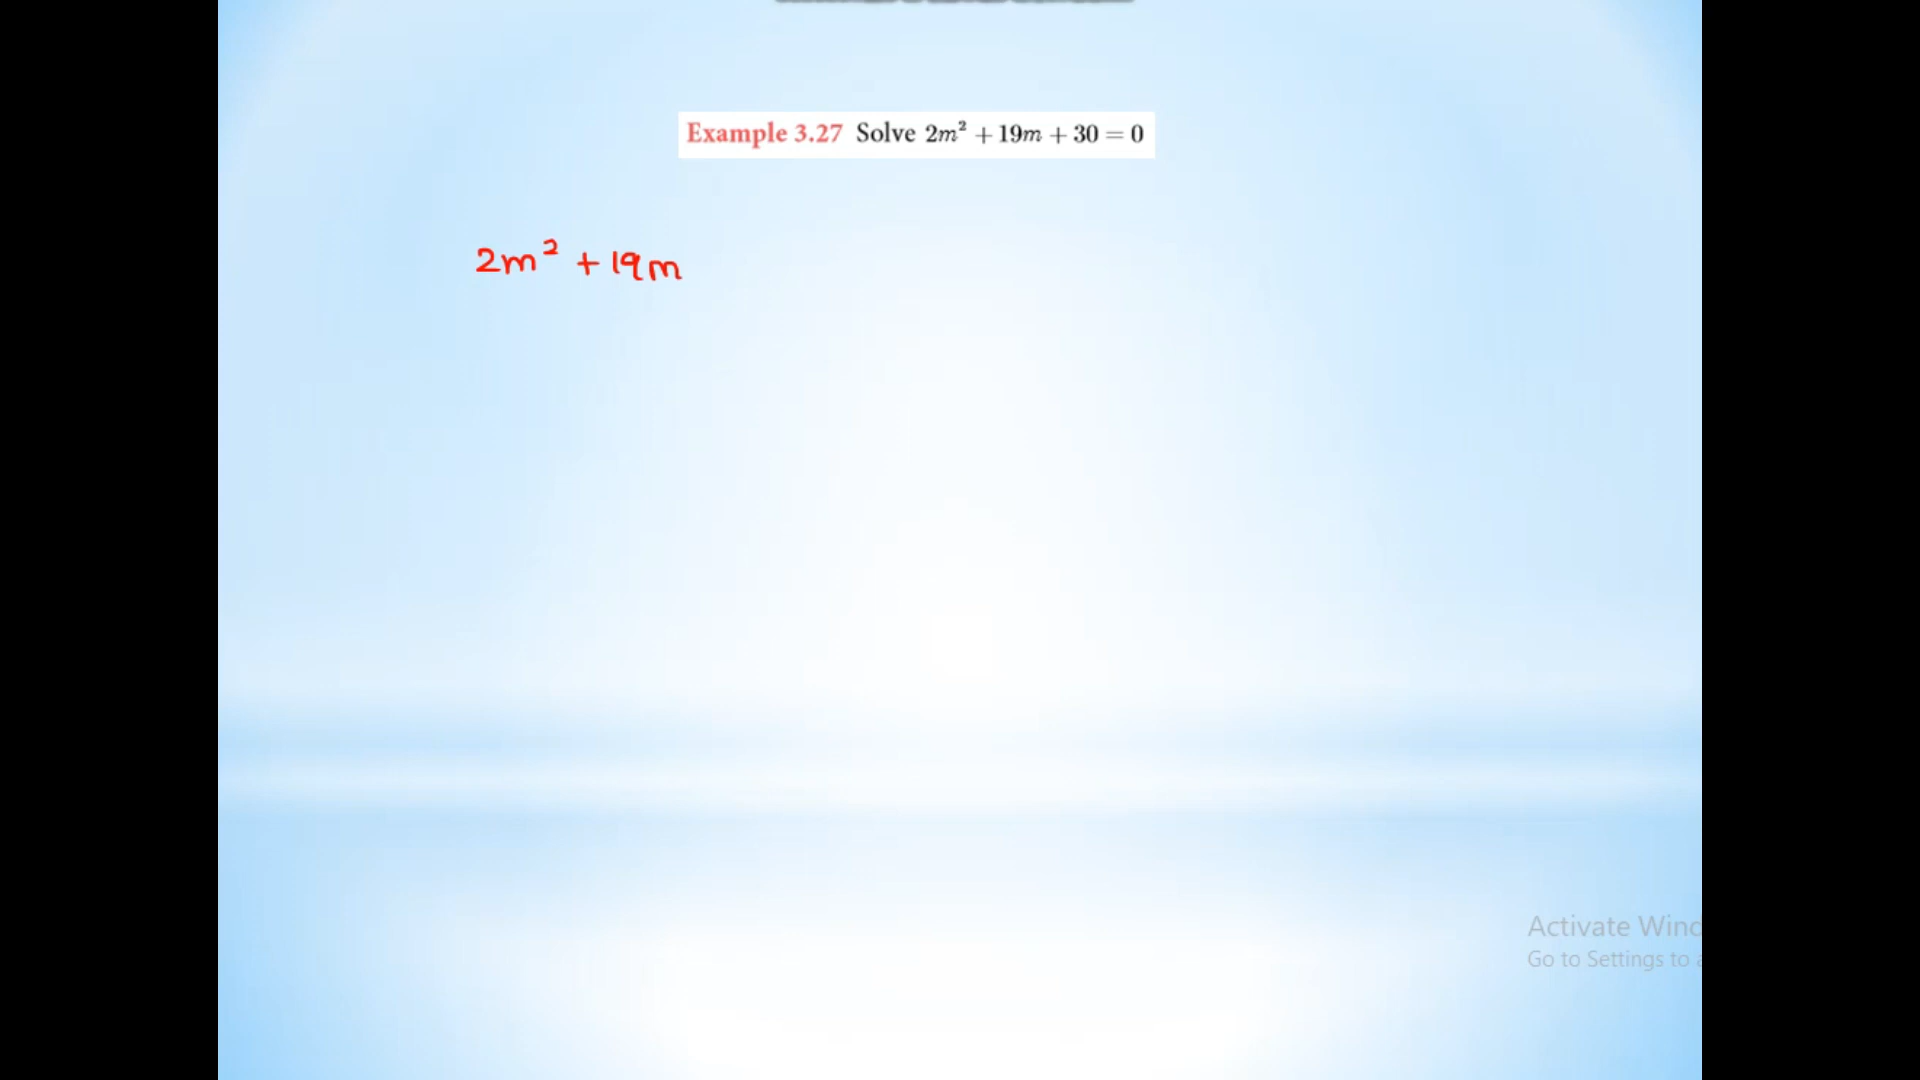 Example 3.27 Solve 2m² + 19m + 30 = 0
2m² + 19m
Activate Wind
Go to Settings to a